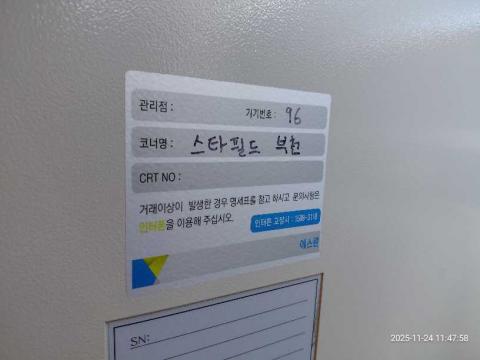 관리점 :
기기번호 : 96
코너명 : 스타필드 부천
CRT NO :
거래이상이 발생한 경우 명세표를 참고 하시고 문의사항은
인터폰을 이용해 주십시오.
인터폰 고장시 : 1588-3118
에스원
SN:
2025-11-24 11:47:58